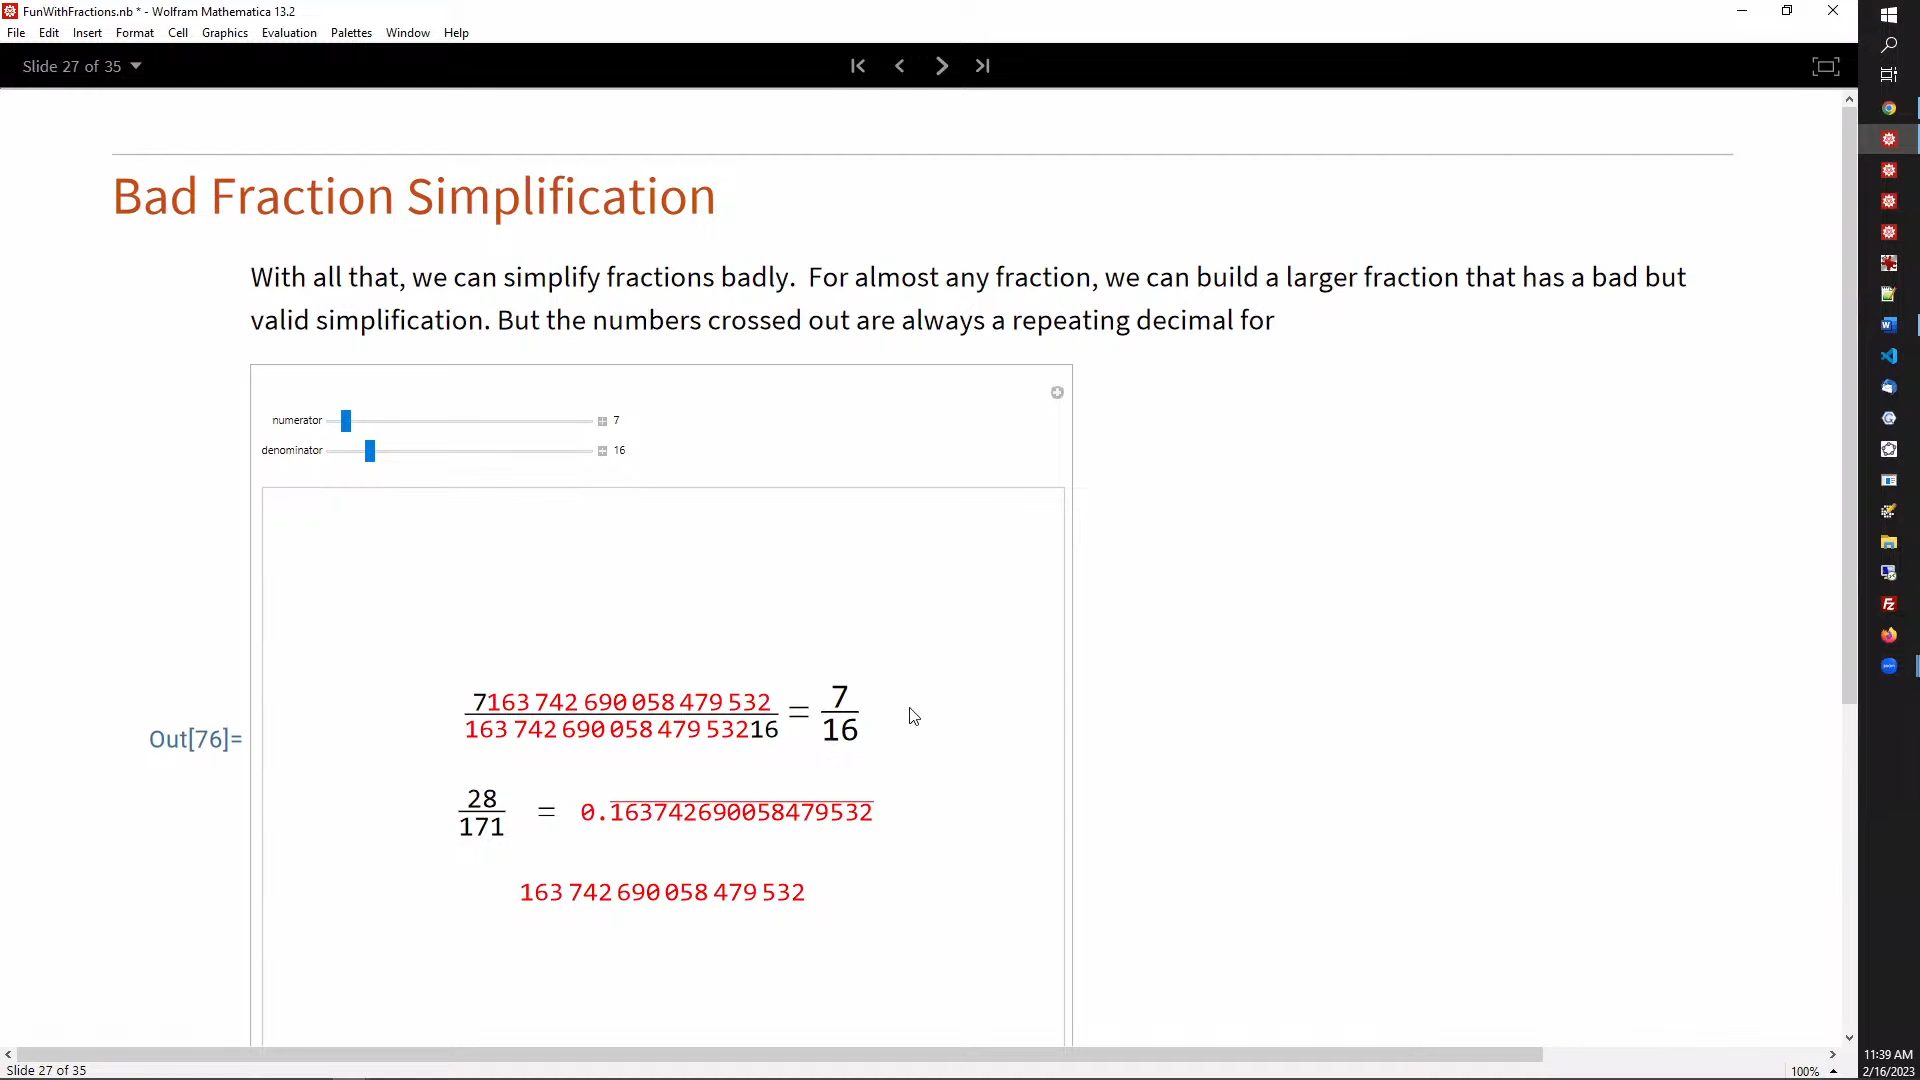 FunWithFractions.nb * - Wolfram Mathematica 13.2
File Edit Insert Format Cell Graphics Evaluation Palettes Window Help
Slide 27 of 35
Bad Fraction Simplification
With all that, we can simplify fractions badly. For almost any fraction, we can build a larger fraction that has a bad but
valid simplification. But the numbers crossed out are always a repeating decimal for
numerator 7
denominator 16
7163 742 690 058 479 532
163 742 690 058 479 53216
=
7
16
Out[76]=
28
171
= 0.163742690058479532
163 742 690 058 479 532
Slide 27 of 35
100%
11:39 AM
2/16/2023